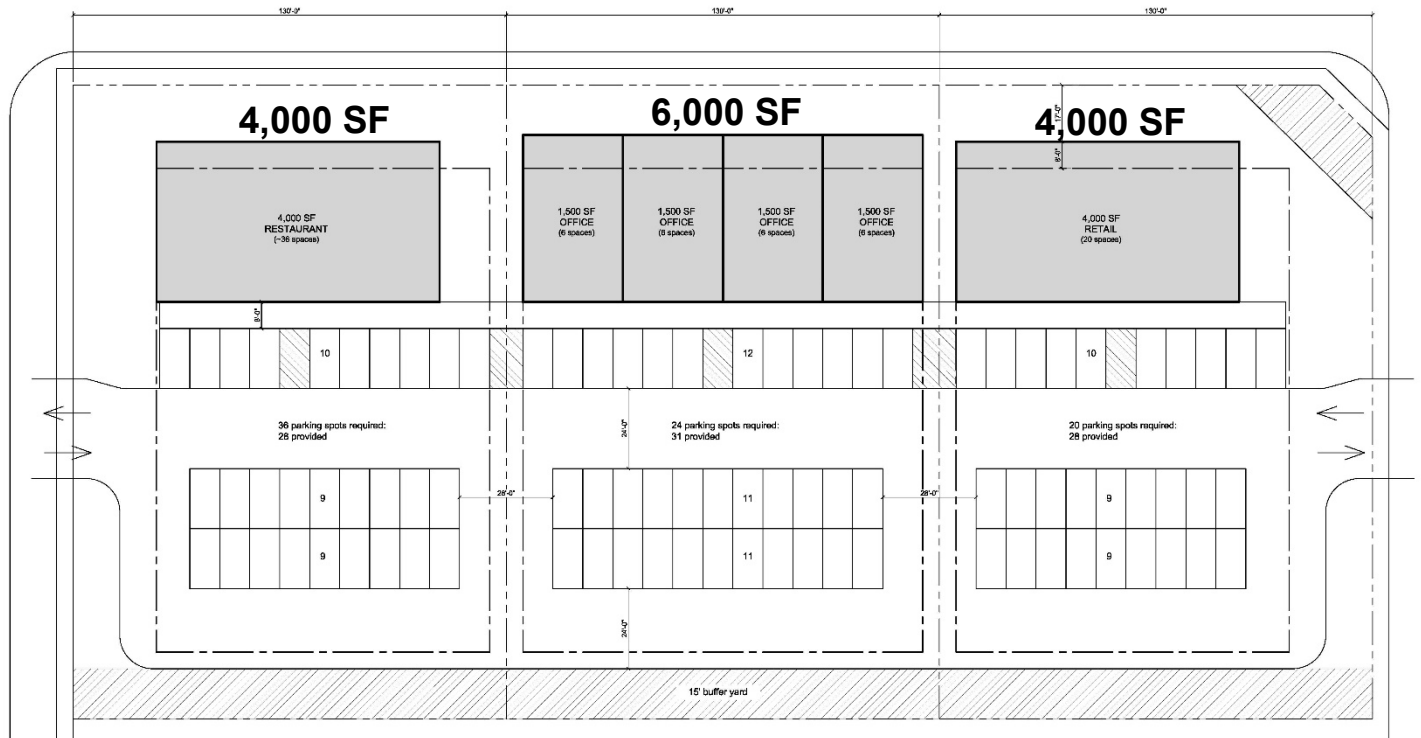 130'-0"
130'-0"
130'-0"
4,000 SF
6,000 SF
4,000 SF
17'-0"
8'-0"
4,000 SF
RESTAURANT
(~36 spaces)
1,500 SF
OFFICE
(6 spaces)
1,500 SF
OFFICE
(6 spaces)
1,500 SF
OFFICE
(6 spaces)
1,500 SF
OFFICE
(6 spaces)
4,000 SF
RETAIL
(20 spaces)
8'-0"
10
12
10
36 parking spots required:
28 provided
24 parking spots required:
31 provided
20 parking spots required:
28 provided
24'-0"
9
28'-0"
11
28'-0"
9
9
11
9
24'-0"
15' buffer yard